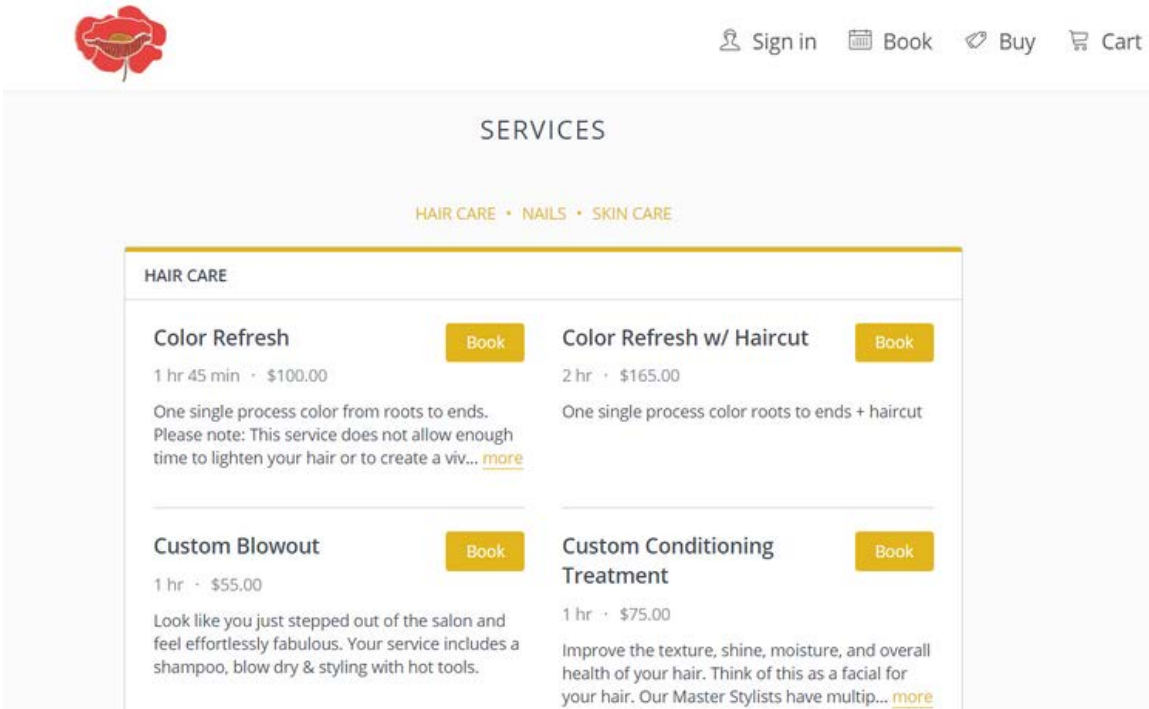 Sign in Book Buy Cart
SERVICES
HAIR CARE • NAILS • SKIN CARE
HAIR CARE
Color Refresh
Book
1 hr 45 min · $100.00
One single process color from roots to ends.
Please note: This service does not allow enough
time to lighten your hair or to create a viv... more
Color Refresh w/ Haircut
Book
2 hr · $165.00
One single process color roots to ends + haircut
Custom Blowout
Book
1 hr · $55.00
Look like you just stepped out of the salon and
feel effortlessly fabulous. Your service includes a
shampoo, blow dry & styling with hot tools.
Custom Conditioning
Treatment
Book
1 hr · $75.00
Improve the texture, shine, moisture, and overall
health of your hair. Think of this as a facial for
your hair. Our Master Stylists have multip... more